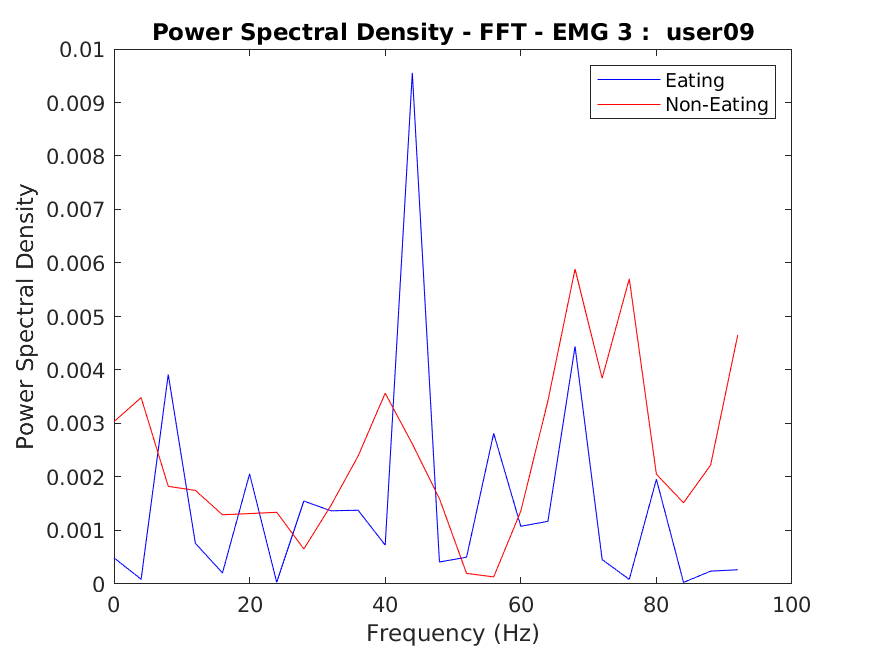 Power Spectral Density - FFT - EMG 3 :  user09
Eating
Non-Eating
Power Spectral Density
0.01
0.009
0.008
0.007
0.006
0.005
0.004
0.003
0.002
0.001
0
0 20 40 60 80 100
Frequency (Hz)